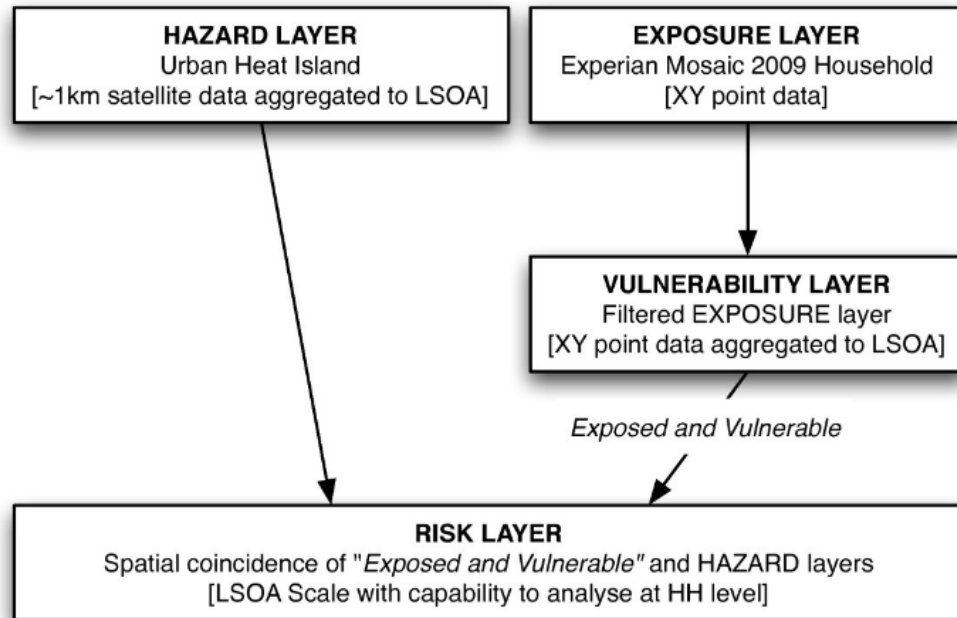 HAZARD LAYER
Urban Heat Island
[~1km satellite data aggregated to LSOA]
EXPOSURE LAYER
Experian Mosaic 2009 Household
[XY point data]
VULNERABILITY LAYER
Filtered EXPOSURE layer
[XY point data aggregated to LSOA]
Exposed and Vulnerable
RISK LAYER
Spatial coincidence of "Exposed and Vulnerable" and HAZARD layers
[LSOA Scale with capability to analyse at HH level]